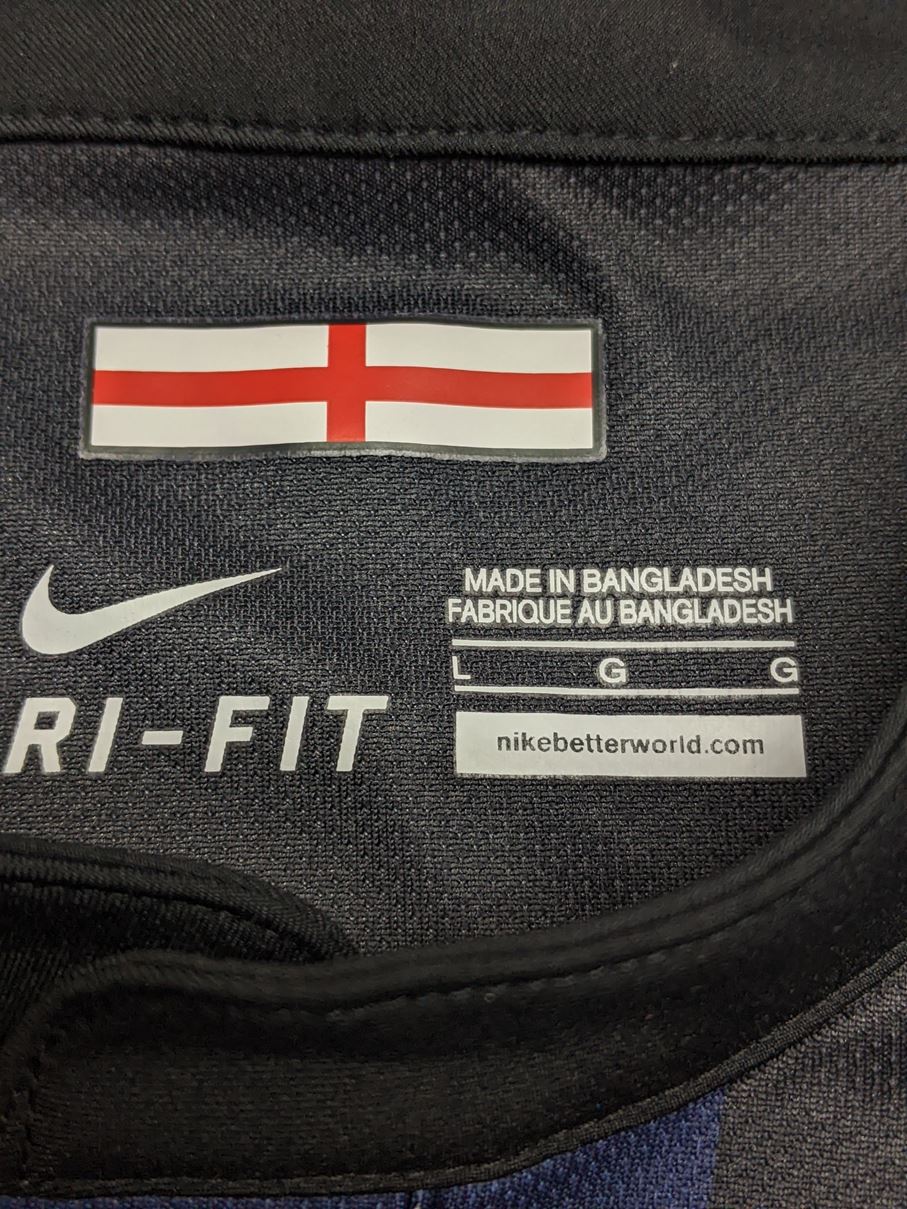 RI-FIT
MADE IN BANGLADESH
FABRIQUE AU BANGLADESH
L G G
nikebetterworld.com